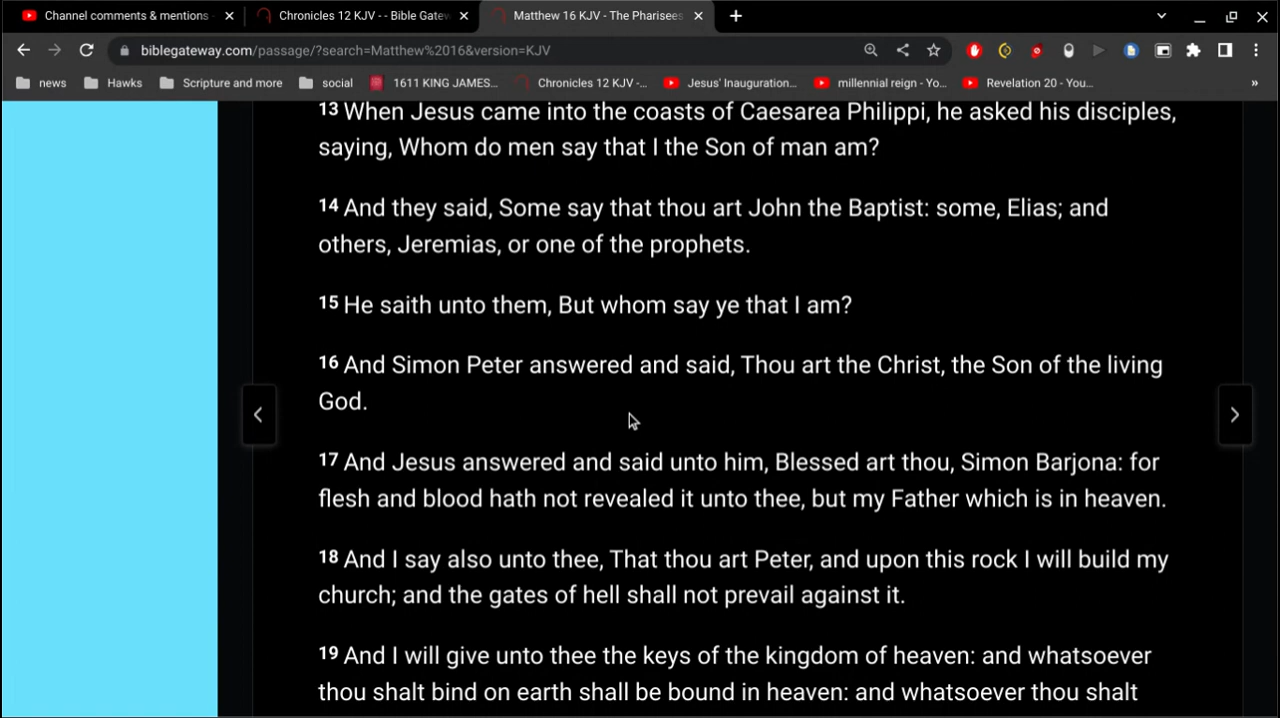 Channel comments & mentions
Chronicles 12 KJV - - Bible Gatew
Matthew 16 KJV - The Pharisees
biblegateway.com/passage/?search=Matthew%2016&version=KJV
news
Hawks
Scripture and more
social
1611 KING JAMES...
Chronicles 12 KJV -...
Jesus' Inauguration...
millennial reign - Yo...
Revelation 20 - You...
»
13 When Jesus came into the coasts of Caesarea Philippi, he asked his disciples,
saying, Whom do men say that I the Son of man am?
14 And they said, Some say that thou art John the Baptist: some, Elias; and
others, Jeremias, or one of the prophets.
15 He saith unto them, But whom say ye that I am?
16 And Simon Peter answered and said, Thou art the Christ, the Son of the living
God.
17 And Jesus answered and said unto him, Blessed art thou, Simon Barjona: for
flesh and blood hath not revealed it unto thee, but my Father which is in heaven.
18 And I say also unto thee, That thou art Peter, and upon this rock I will build my
church; and the gates of hell shall not prevail against it.
19 And I will give unto thee the keys of the kingdom of heaven: and whatsoever
thou shalt bind on earth shall be bound in heaven: and whatsoever thou shalt